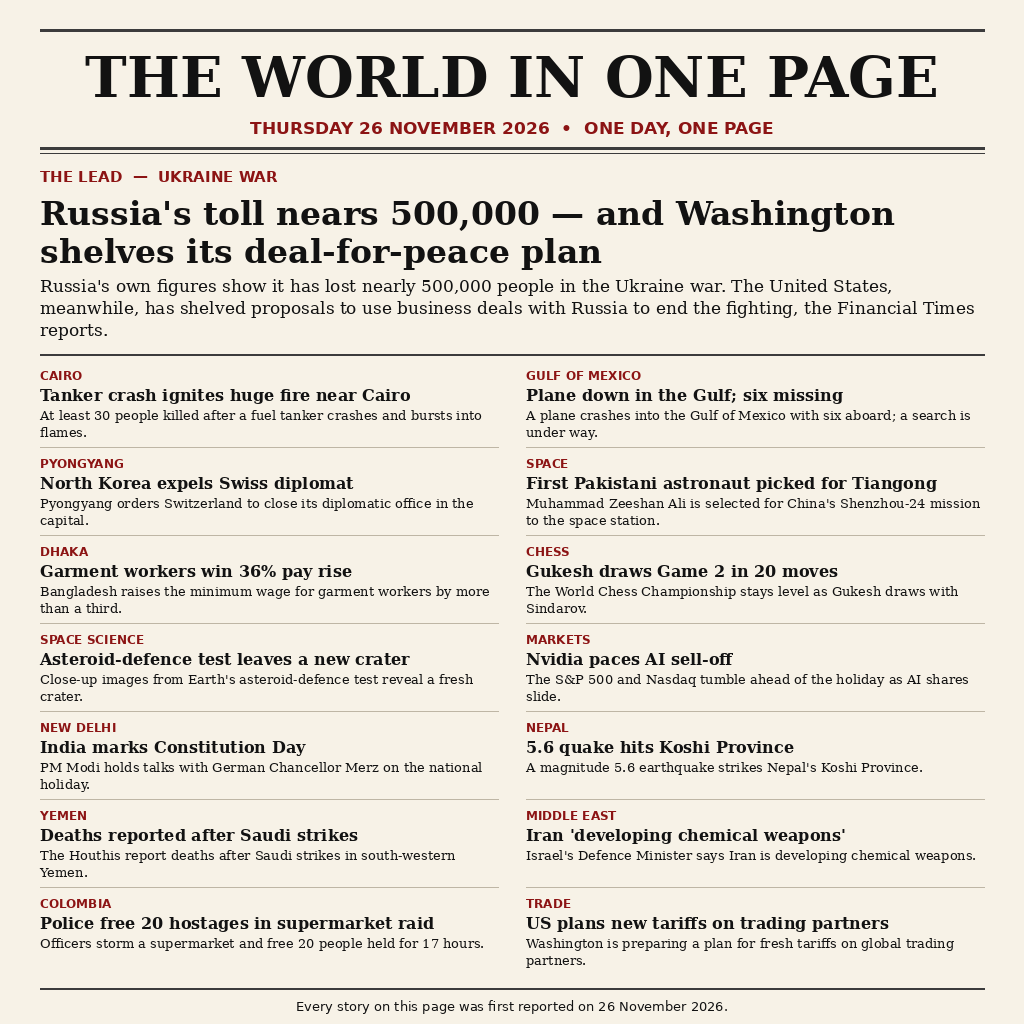 THE WORLD IN ONE PAGE
THURSDAY 26 NOVEMBER 2026 • ONE DAY, ONE PAGE
THE LEAD — UKRAINE WAR
Russia's toll nears 500,000 — and Washington
shelves its deal-for-peace plan
Russia's own figures show it has lost nearly 500,000 people in the Ukraine war. The United States,
meanwhile, has shelved proposals to use business deals with Russia to end the fighting, the Financial Times
reports.
CAIRO
Tanker crash ignites huge fire near Cairo
At least 30 people killed after a fuel tanker crashes and bursts into
flames.
GULF OF MEXICO
Plane down in the Gulf; six missing
A plane crashes into the Gulf of Mexico with six aboard; a search is
under way.
PYONGYANG
North Korea expels Swiss diplomat
Pyongyang orders Switzerland to close its diplomatic office in the
capital.
SPACE
First Pakistani astronaut picked for Tiangong
Muhammad Zeeshan Ali is selected for China's Shenzhou-24 mission
to the space station.
DHAKA
Garment workers win 36% pay rise
Bangladesh raises the minimum wage for garment workers by more
than a third.
CHESS
Gukesh draws Game 2 in 20 moves
The World Chess Championship stays level as Gukesh draws with
Sindarov.
SPACE SCIENCE
Asteroid-defence test leaves a new crater
Close-up images from Earth's asteroid-defence test reveal a fresh
crater.
MARKETS
Nvidia paces AI sell-off
The S&P 500 and Nasdaq tumble ahead of the holiday as AI shares
slide.
NEW DELHI
India marks Constitution Day
PM Modi holds talks with German Chancellor Merz on the national
holiday.
NEPAL
5.6 quake hits Koshi Province
A magnitude 5.6 earthquake strikes Nepal's Koshi Province.
YEMEN
Deaths reported after Saudi strikes
The Houthis report deaths after Saudi strikes in south-western
Yemen.
MIDDLE EAST
Iran 'developing chemical weapons'
Israel's Defence Minister says Iran is developing chemical weapons.
COLOMBIA
Police free 20 hostages in supermarket raid
Officers storm a supermarket and free 20 people held for 17 hours.
TRADE
US plans new tariffs on trading partners
Washington is preparing a plan for fresh tariffs on global trading
partners.
Every story on this page was first reported on 26 November 2026.